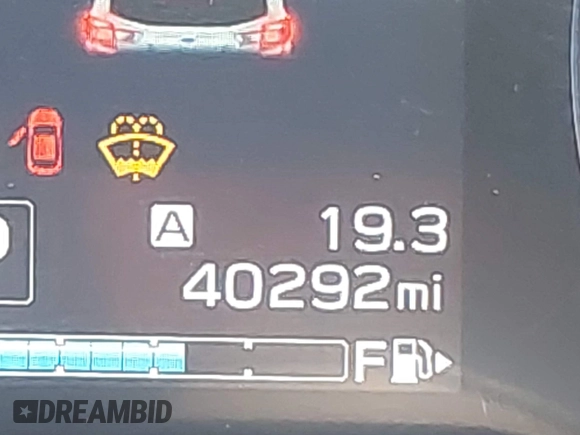 A 19.3
40292mi
F
DREAMBID